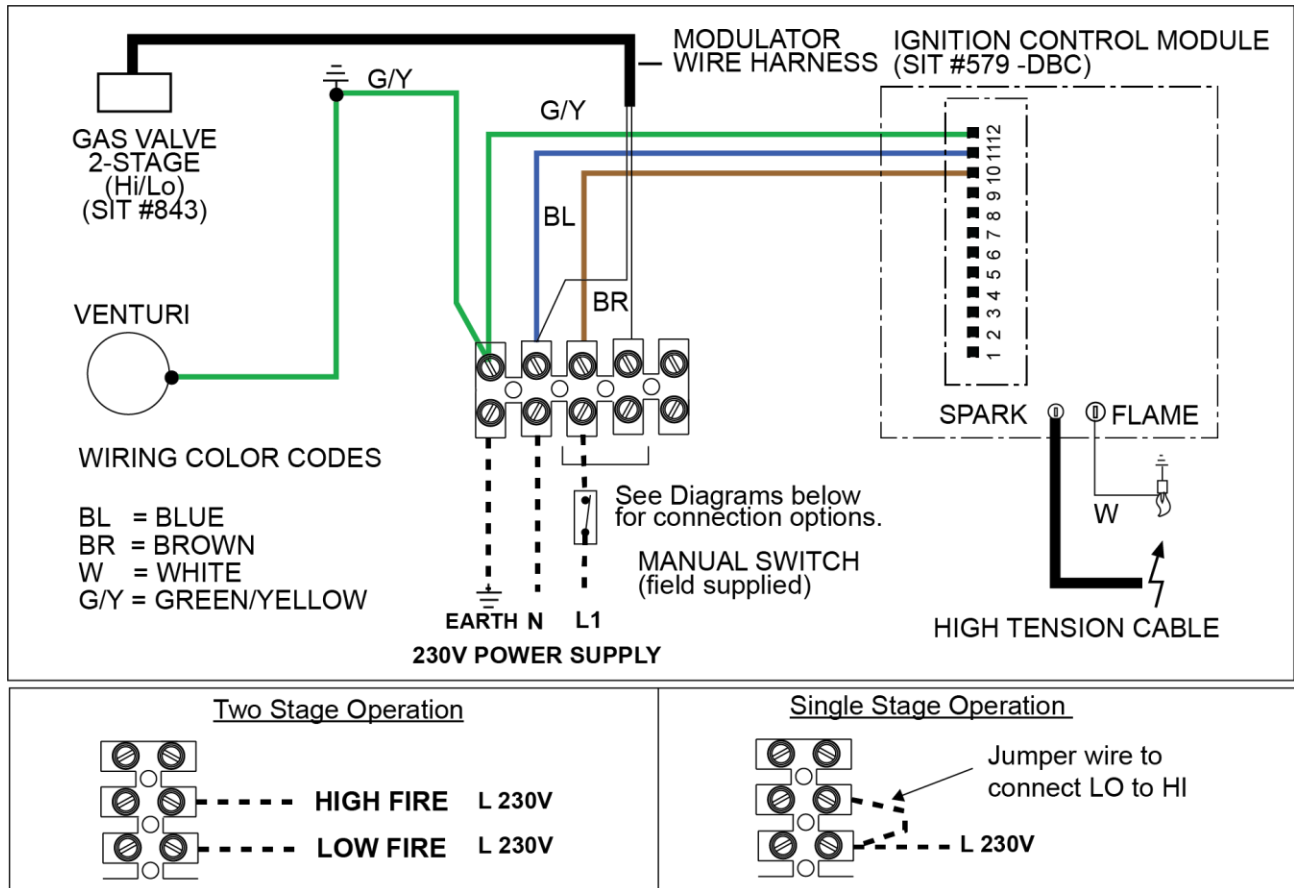 MODULATOR
WIRE HARNESS
IGNITION CONTROL MODULE
(SIT #579 -DBC)
G/Y
G/Y
GAS VALVE
2-STAGE
(Hi/Lo)
(SIT #843)
12
11
10
9
8
7
6
5
4
3
2
1
BL
BR
VENTURI
SPARK
FLAME
W
HIGH TENSION CABLE
WIRING COLOR CODES
BL = BLUE
BR = BROWN
W = WHITE
G/Y = GREEN/YELLOW
See Diagrams below
for connection options.
MANUAL SWITCH
(field supplied)
EARTH N L1
230V POWER SUPPLY
Two Stage Operation
HIGH FIRE L 230V
LOW FIRE L 230V
Single Stage Operation
Jumper wire to
connect LO to HI
L 230V